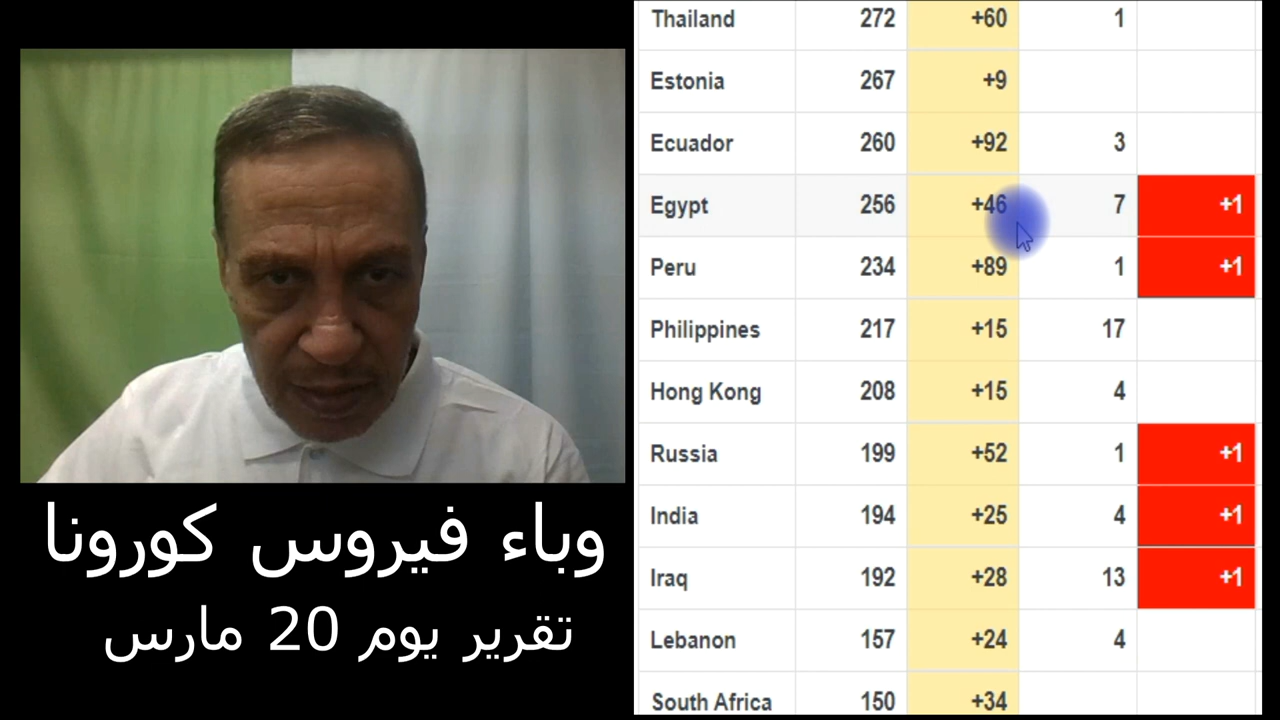 وباء فيروس كورونا
تقرير يوم 20 مارس
Thailand 272 +60 1
Estonia 267 +9
Ecuador 260 +92 3
Egypt 256 +46 7 +1
Peru 234 +89 1 +1
Philippines 217 +15 17
Hong Kong 208 +15 4
Russia 199 +52 1 +1
India 194 +25 4 +1
Iraq 192 +28 13 +1
Lebanon 157 +24 4
South Africa 150 +34